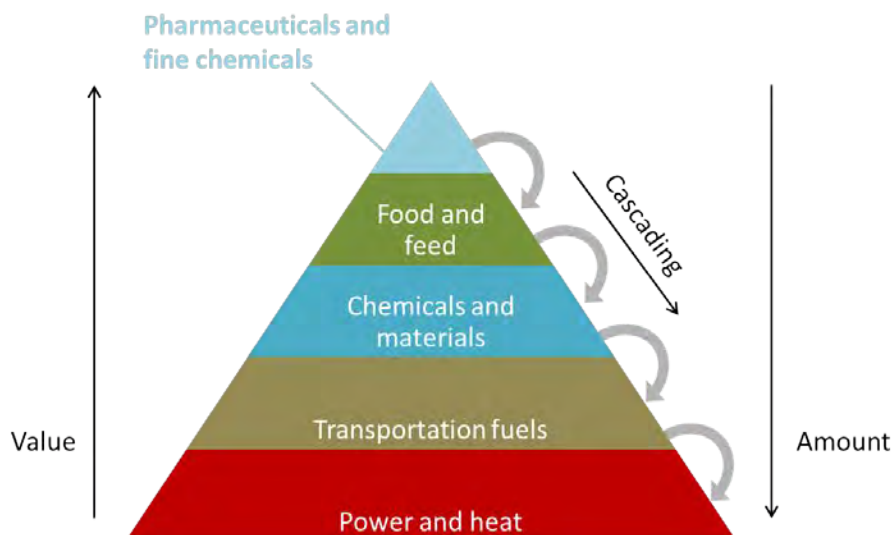 Pharmaceuticals and
fine chemicals
Food and
feed
Cascading
Chemicals and
materials
Transportation fuels
Value
Amount
Power and heat